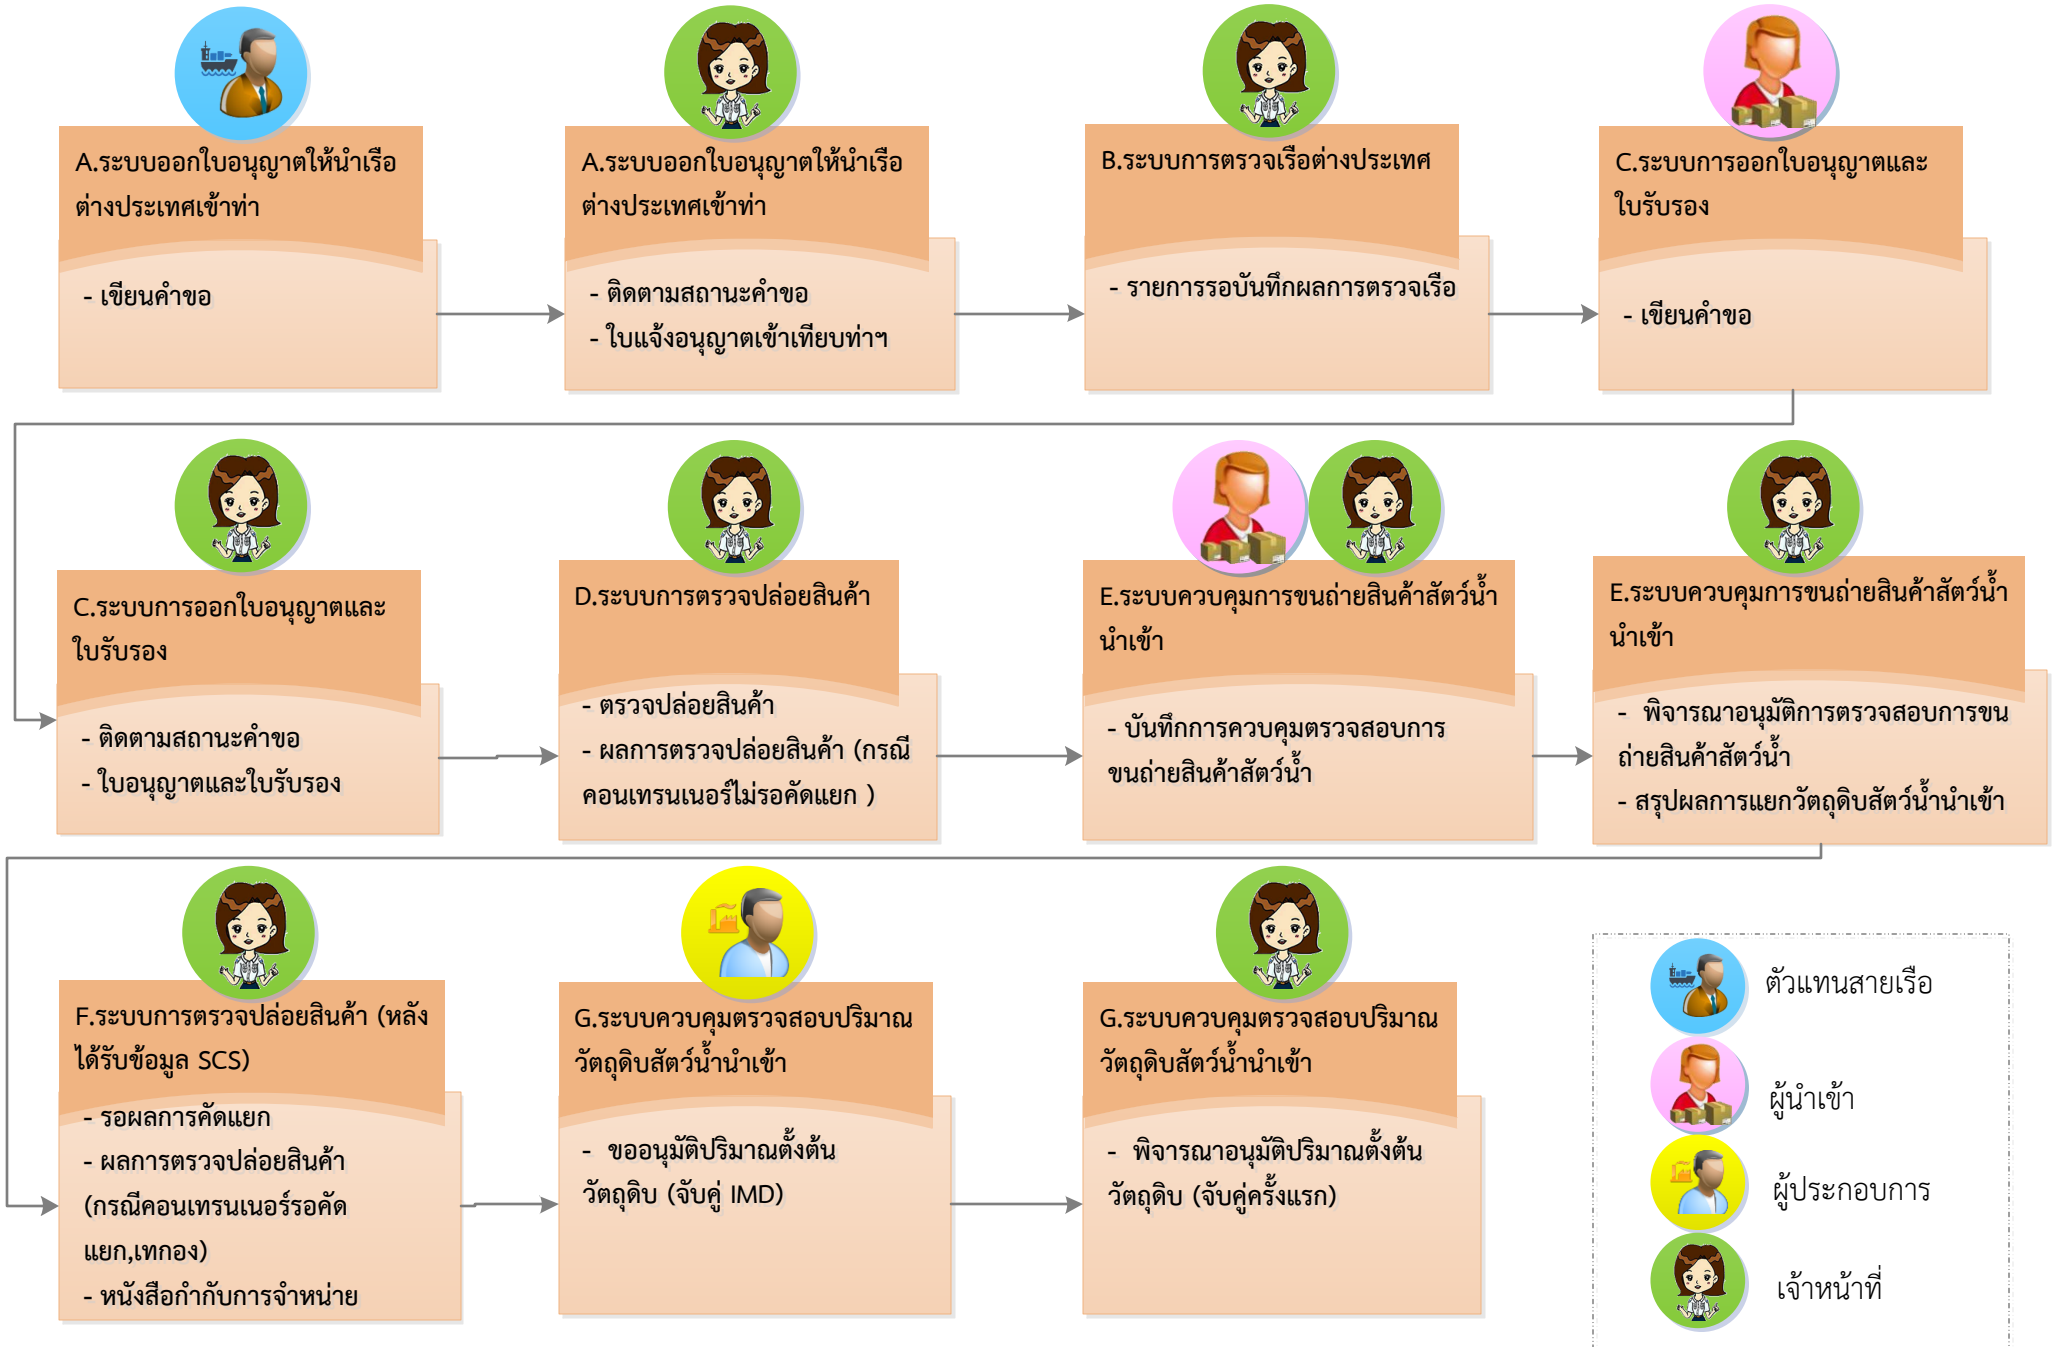 A.ระบบออกใบอนุญาตให้นำเรือ
ต่างประเทศเข้าท่า
- เขียนคำขอ
A.ระบบออกใบอนุญาตให้นำเรือ
ต่างประเทศเข้าท่า
- ติดตามสถานะคำขอ
- ใบแจ้งอนุญาตเข้าเทียบท่าฯ
B.ระบบการตรวจเรือต่างประเทศ
- รายการรอบันทึกผลการตรวจเรือ
C.ระบบการออกใบอนุญาตและ
ใบรับรอง
- เขียนคำขอ
C.ระบบการออกใบอนุญาตและ
ใบรับรอง
- ติดตามสถานะคำขอ
- ใบอนุญาตและใบรับรอง
D.ระบบการตรวจปล่อยสินค้า
- ตรวจปล่อยสินค้า
- ผลการตรวจปล่อยสินค้า (กรณี
คอนเทรนเนอร์ไม่รอคัดแยก )
E.ระบบควบคุมการขนถ่ายสินค้าสัตว์น้ำ
นำเข้า
- บันทึกการควบคุมตรวจสอบการ
ขนถ่ายสินค้าสัตว์น้ำ
E.ระบบควบคุมการขนถ่ายสินค้าสัตว์น้ำ
นำเข้า
- พิจารณาอนุมัติการตรวจสอบการขน
ถ่ายสินค้าสัตว์น้ำ
- สรุปผลการแยกวัตถุดิบสัตว์น้ำนำเข้า
F.ระบบการตรวจปล่อยสินค้า (หลัง
ได้รับข้อมูล SCS)
- รอผลการคัดแยก
- ผลการตรวจปล่อยสินค้า
(กรณีคอนเทรนเนอร์รอคัด
แยก,เทกอง)
- หนังสือกำกับการจำหน่าย
G.ระบบควบคุมตรวจสอบปริมาณ
วัตถุดิบสัตว์น้ำนำเข้า
- ขออนุมัติปริมาณตั้งต้น
วัตถุดิบ (จับคู่ IMD)
G.ระบบควบคุมตรวจสอบปริมาณ
วัตถุดิบสัตว์น้ำนำเข้า
- พิจารณาอนุมัติปริมาณตั้งต้น
วัตถุดิบ (จับคู่ครั้งแรก)
ตัวแทนสายเรือ
ผู้นำเข้า
ผู้ประกอบการ
เจ้าหน้าที่